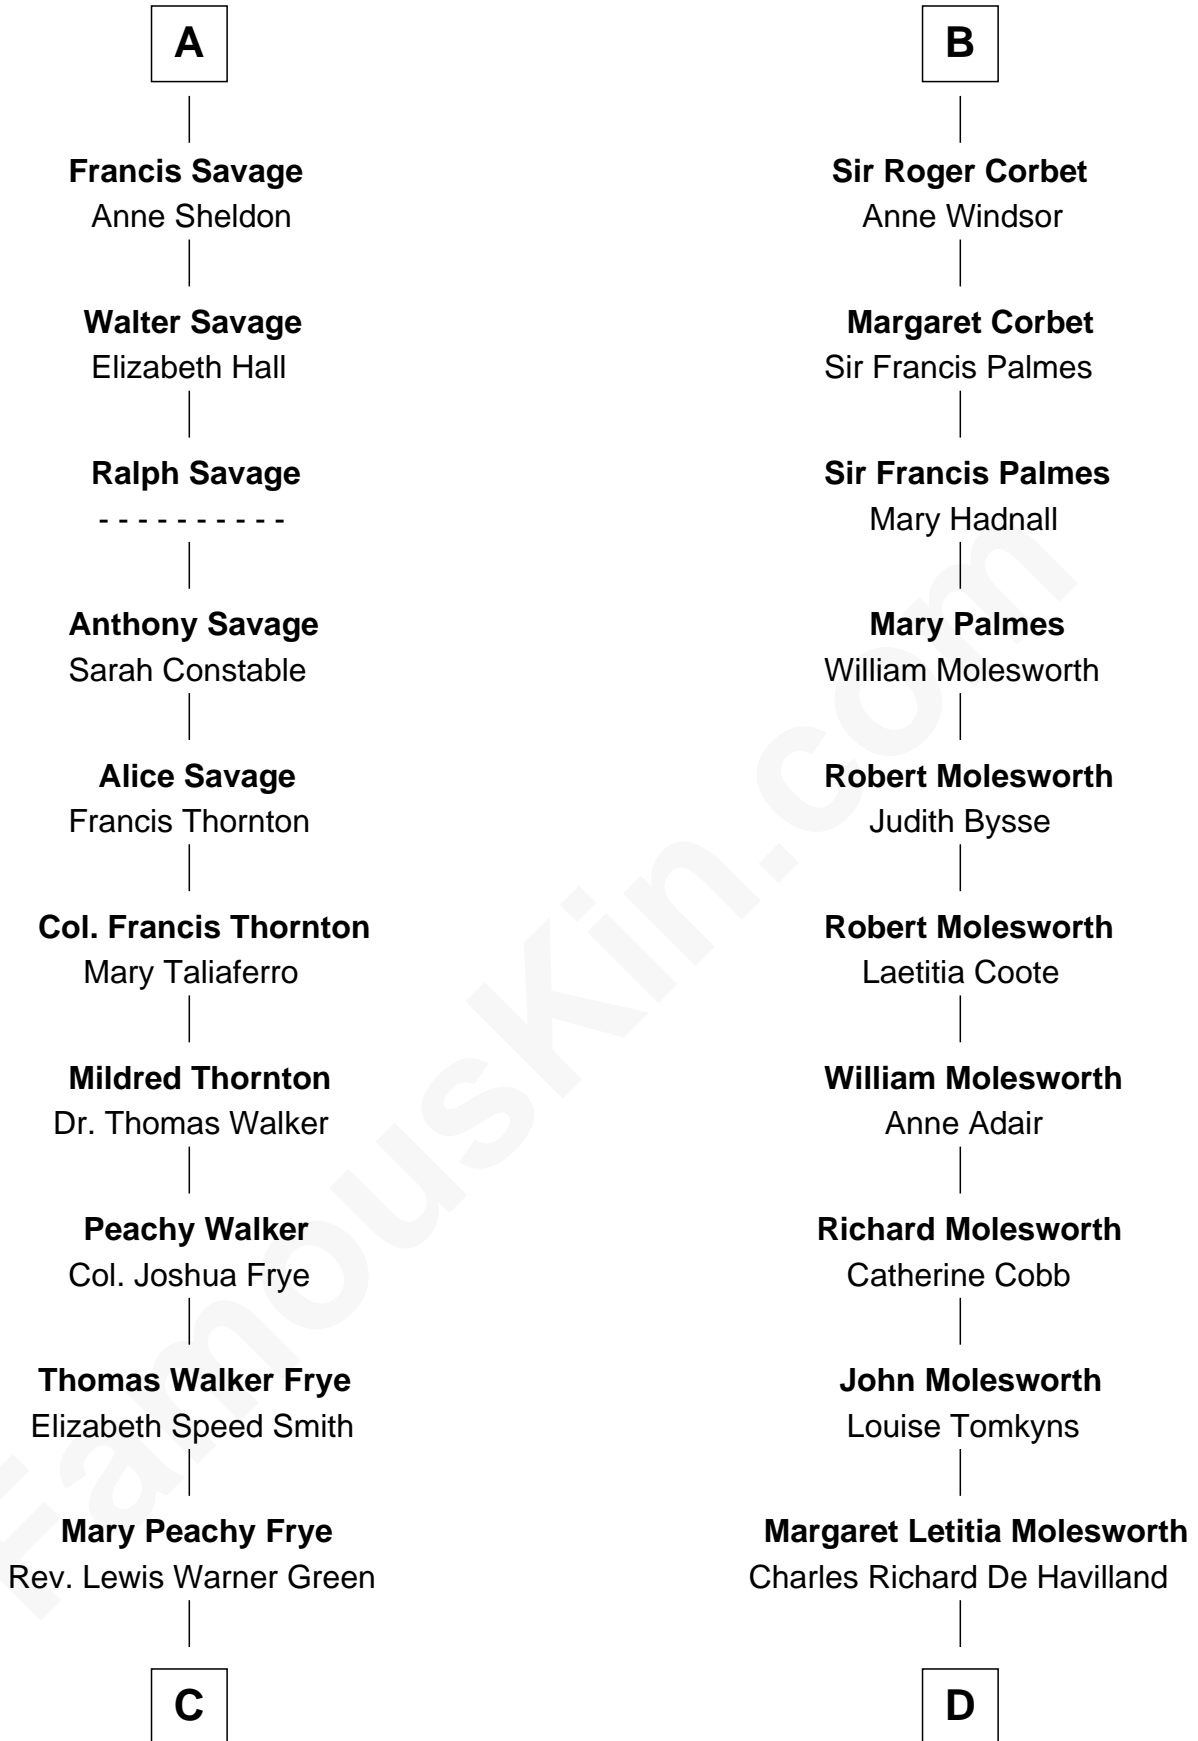 A
Francis Savage
Anne Sheldon
Walter Savage
Elizabeth Hall
Ralph Savage
- - - - - - - - - -
Anthony Savage
Sarah Constable
Alice Savage
Francis Thornton
Col. Francis Thornton
Mary Taliaferro
Mildred Thornton
Dr. Thomas Walker
Peachy Walker
Col. Joshua Frye
Thomas Walker Frye
Elizabeth Speed Smith
Mary Peachy Frye
Rev. Lewis Warner Green
C
B
Sir Roger Corbet
Anne Windsor
Margaret Corbet
Sir Francis Palmes
Sir Francis Palmes
Mary Hadnall
Mary Palmes
William Molesworth
Robert Molesworth
Judith Bysse
Robert Molesworth
Laetitia Coote
William Molesworth
Anne Adair
Richard Molesworth
Catherine Cobb
John Molesworth
Louise Tomkyns
Margaret Letitia Molesworth
Charles Richard De Havilland
D
FamousKin.com